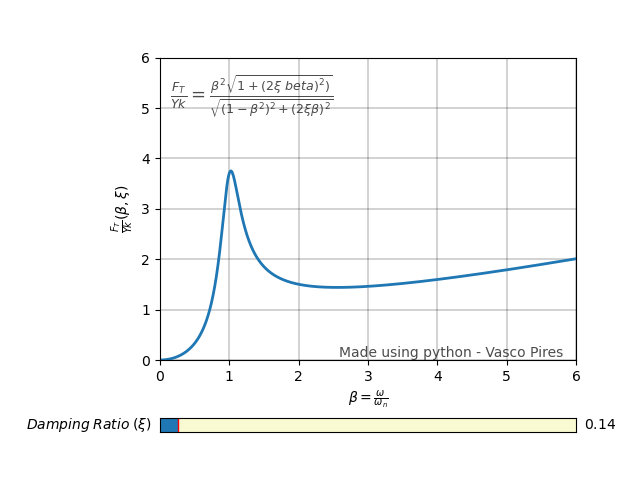 6
F_T/Yk = β²√(1 + (2ξ beta)²) / √((1 − β²)² + (2ξβ)²)
5
4
3
2
1
0
F_T/Yk (β, ξ)
Made using python - Vasco Pires
0 1 2 3 4 5 6
β = ω/ω_n
Damping Ratio (ξ) 0.14